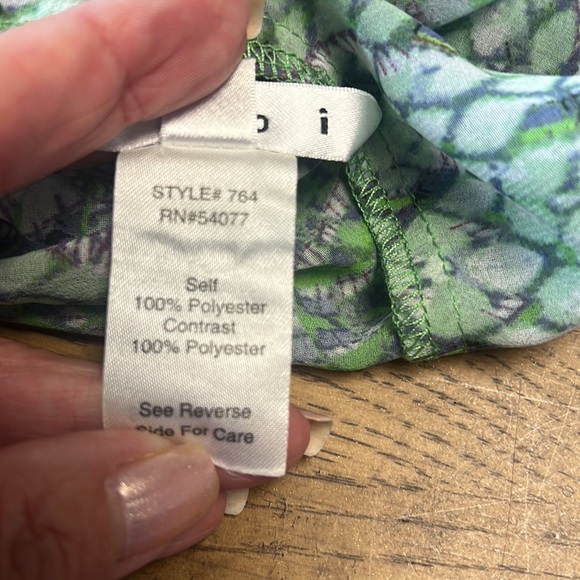 î
STYLE# 764
RN#54077
Self
100% Polyester
Contrast
100% Polyester
See Reverse
Side For Care